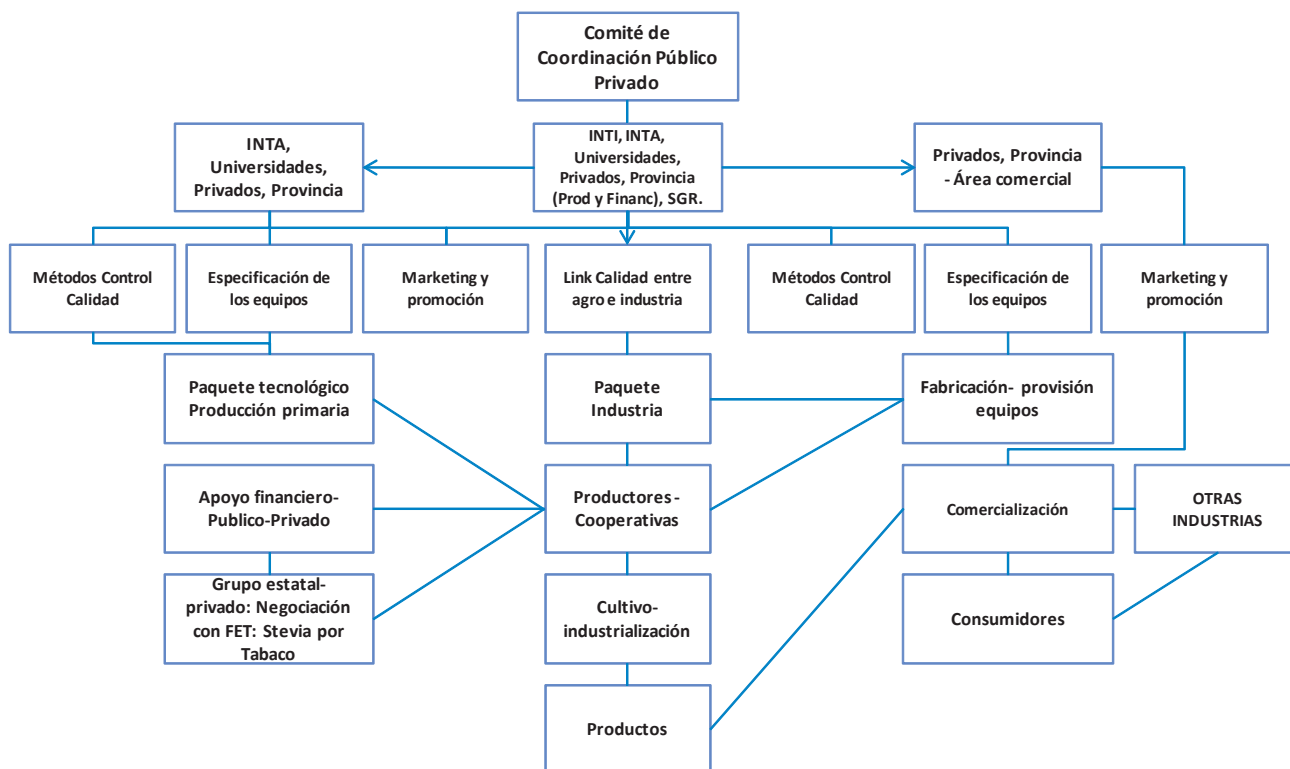 Comité de
Coordinación Público
Privado
INTA,
Universidades,
Privados, Provincia
INTI, INTA,
Universidades,
Privados, Provincia
(Prod y Financ), SGR.
Privados, Provincia
- Área comercial
Métodos Control
Calidad
Especificación de
los equipos
Marketing y
promoción
Link Calidad entre
agro e industria
Métodos Control
Calidad
Especificación de
los equipos
Marketing y
promoción
Paquete tecnológico
Producción primaria
Paquete
Industria
Fabricación- provisión
equipos
Apoyo financiero-
Publico-Privado
Productores -
Cooperativas
Comercialización
OTRAS
INDUSTRIAS
Grupo estatal-
privado: Negociación
con FET: Stevia por
Tabaco
Cultivo-
industrialización
Consumidores
Productos